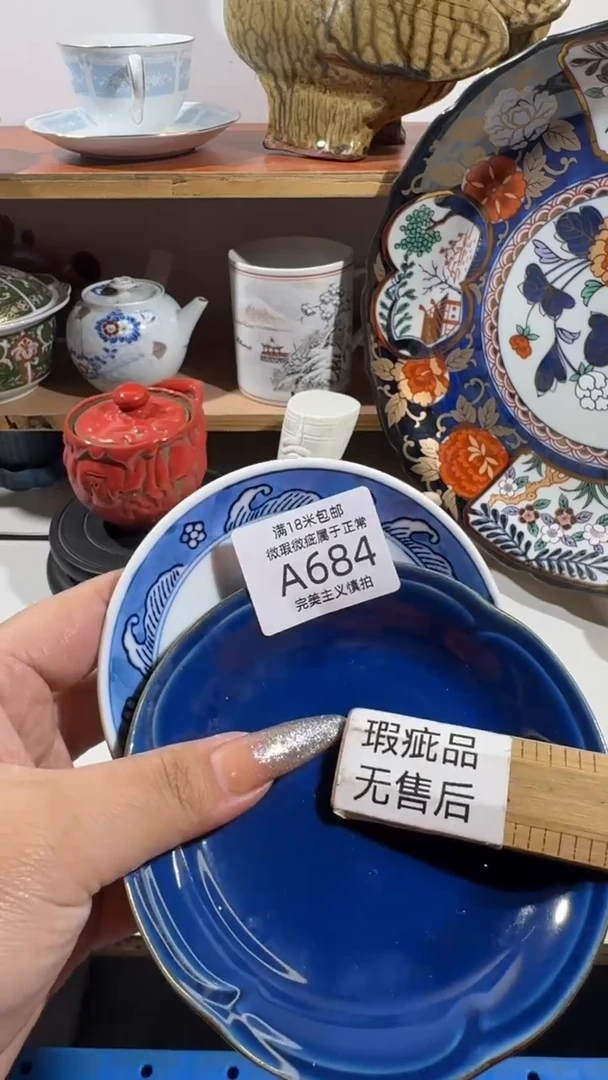 满18米包邮
微瑕微疵属于正常
A684
完美主义慎拍
瑕疵品
无售后